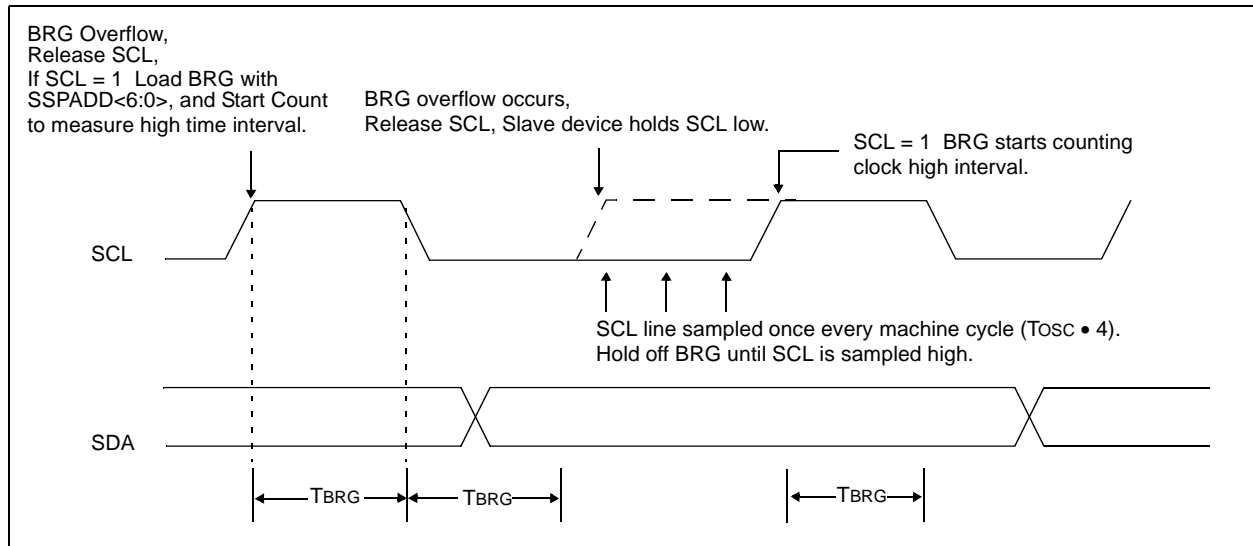 BRG Overflow,
Release SCL,
If SCL = 1 Load BRG with
SSPADD<6:0>, and Start Count
to measure high time interval.
BRG overflow occurs,
Release SCL, Slave device holds SCL low.
SCL = 1 BRG starts counting
clock high interval.
SCL
SCL line sampled once every machine cycle (TOSC • 4).
Hold off BRG until SCL is sampled high.
SDA
TBRG
TBRG
TBRG